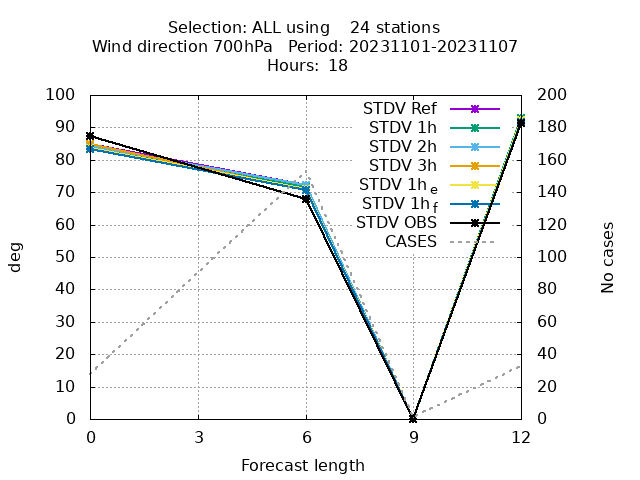 Selection: ALL using    24 stations
Wind direction 700hPa   Period: 20231101-20231107
Hours: 18
100
90
80
70
60
50
40
30
20
10
0
deg
200
180
160
140
120
100
80
60
40
20
0
No cases
STDV Ref
STDV 1h
STDV 2h
STDV 3h
STDV 1h e
STDV 1h f
STDV OBS
CASES
0 3 6 9 12
Forecast length